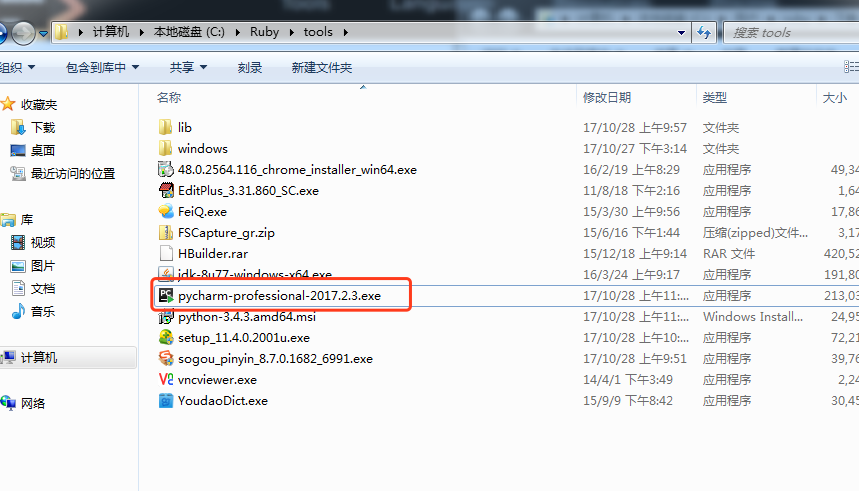 计算机 本地磁盘 (C:) Ruby tools 搜索 tools
组织 包含到库中 共享 刻录 新建文件夹
名称 修改日期 类型 大小
收藏夹
下载
桌面
最近访问的位置
库
视频
图片
文档
音乐
计算机
网络
lib 17/10/28 上午9:57 文件夹
windows 17/10/27 下午3:14 文件夹
48.0.2564.116_chrome_installer_win64.exe 16/2/19 上午8:29 应用程序 49,34
EditPlus_3.31.860_SC.exe 11/8/18 下午2:16 应用程序 1,64
FeiQ.exe 15/3/30 上午9:56 应用程序 17,86
FSCapture_gr.zip 15/6/16 下午1:44 压缩(zipped)文件... 3,17
HBuilder.rar 15/12/18 上午9:14 RAR 文件 420,52
jdk-8u77-windows-x64.exe 16/3/24 上午9:17 应用程序 191,80
pycharm-professional-2017.2.3.exe 17/10/28 上午11:... 应用程序 213,03
python-3.4.3.amd64.msi 17/10/28 上午11:... Windows Install... 24,95
setup_11.4.0.2001u.exe 17/10/28 上午10:... 应用程序 72,21
sogou_pinyin_8.7.0.1682_6991.exe 17/10/28 上午9:51 应用程序 39,76
vncviewer.exe 14/4/1 下午3:49 应用程序 2,24
YoudaoDict.exe 15/9/9 下午8:42 应用程序 30,45